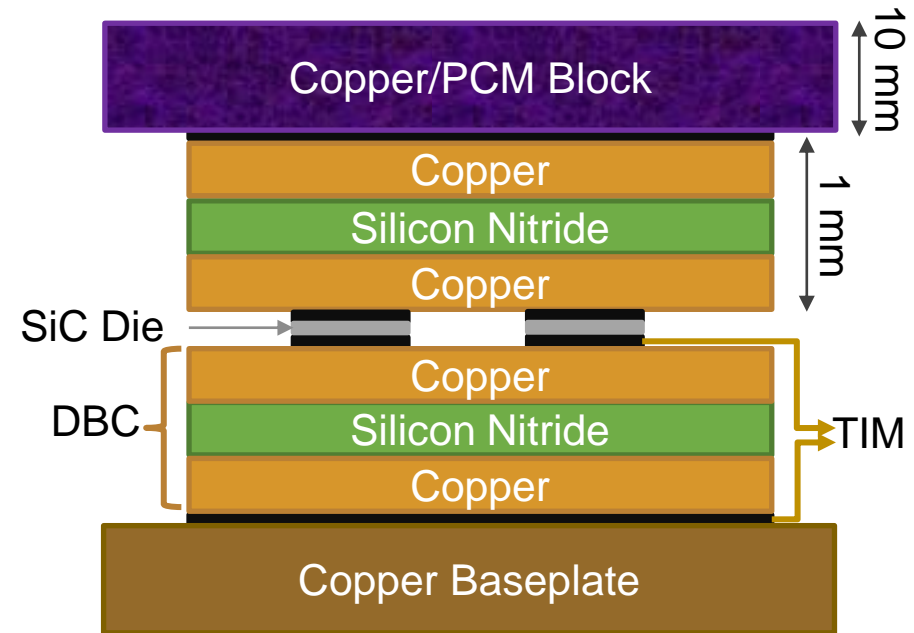 Copper/PCM Block
10 mm
Copper
1 mm
Silicon Nitride
Copper
SiC Die
Copper
DBC
Silicon Nitride
TIM
Copper
Copper Baseplate